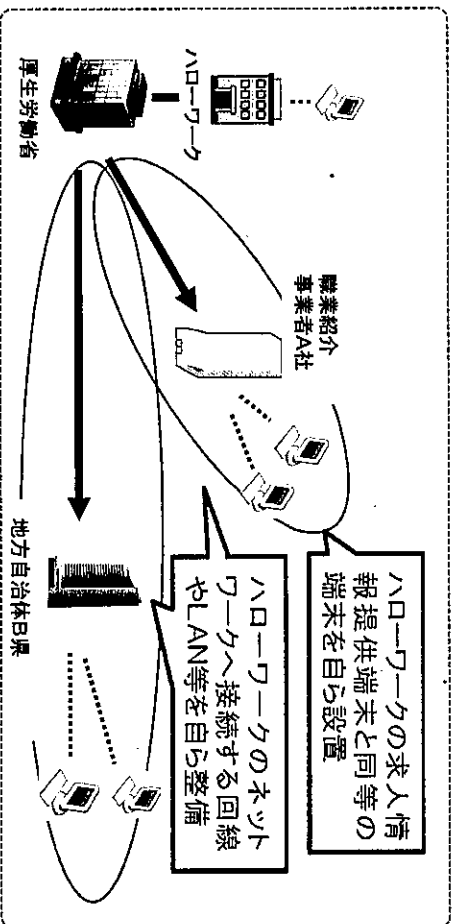 ハローワーク
厚生労働省
職業紹介
事業者A社
地方自治体B県
ハローワークの求人情
報提供端末と同等の
端末を自ら設置
ハローワークのネット
ワークへ接続する回線
やLAN等を自ら整備